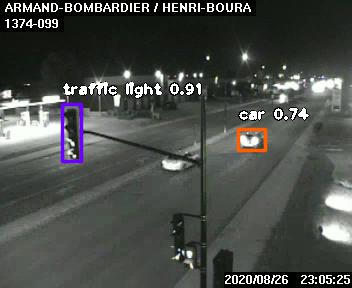 ARMAND-BOMBARDIER / HENRI-BOURA
1374-099
traffic light 0.91
car 0.74
2020/08/26 23:05:25